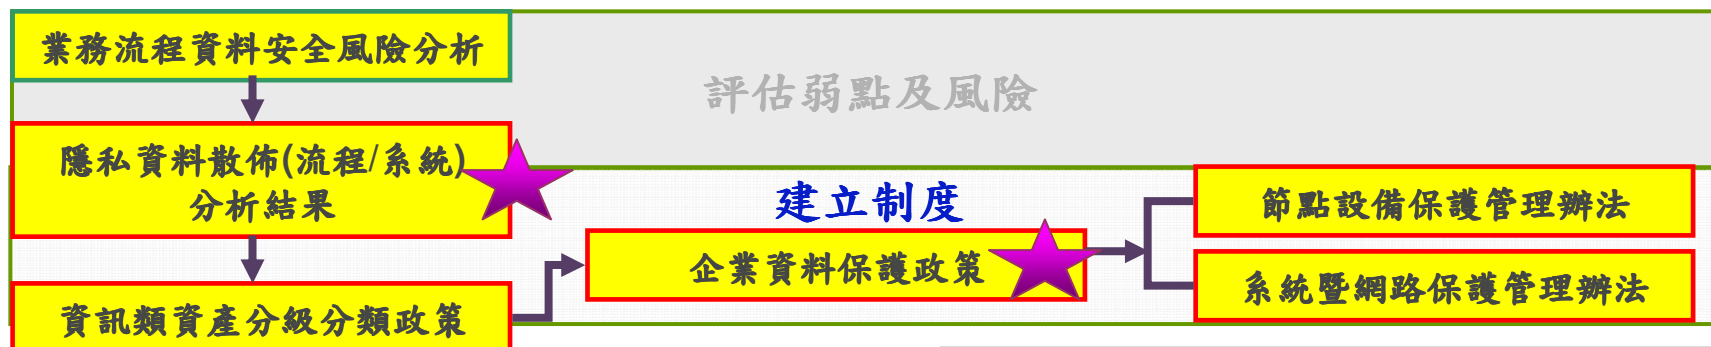 業務流程資料安全風險分析
評估弱點及風險
隱私資料散佈(流程/系統)
分析結果
建立制度
節點設備保護管理辦法
企業資料保護政策
系統暨網路保護管理辦法
資訊類資產分級分類政策